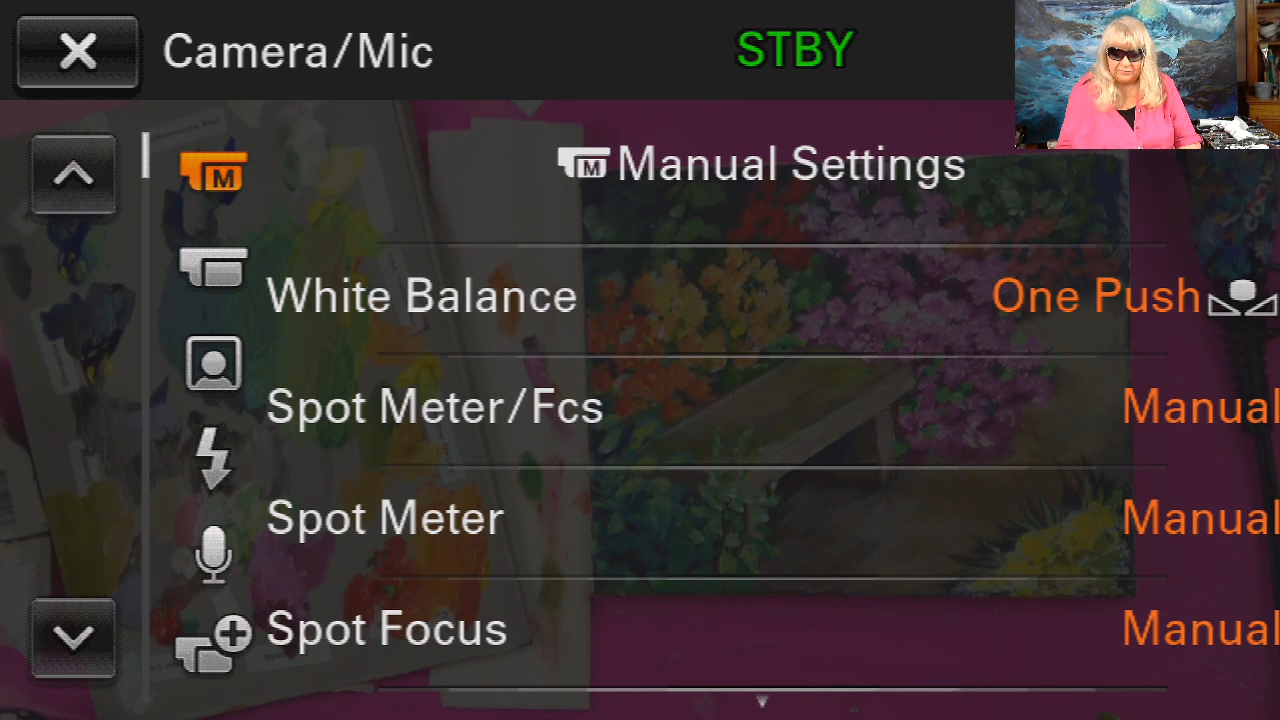 Camera/Mic
STBY
M
M Manual Settings
White Balance
One Push
Spot Meter/Fcs
Manual
Spot Meter
Manual
Spot Focus
Manual